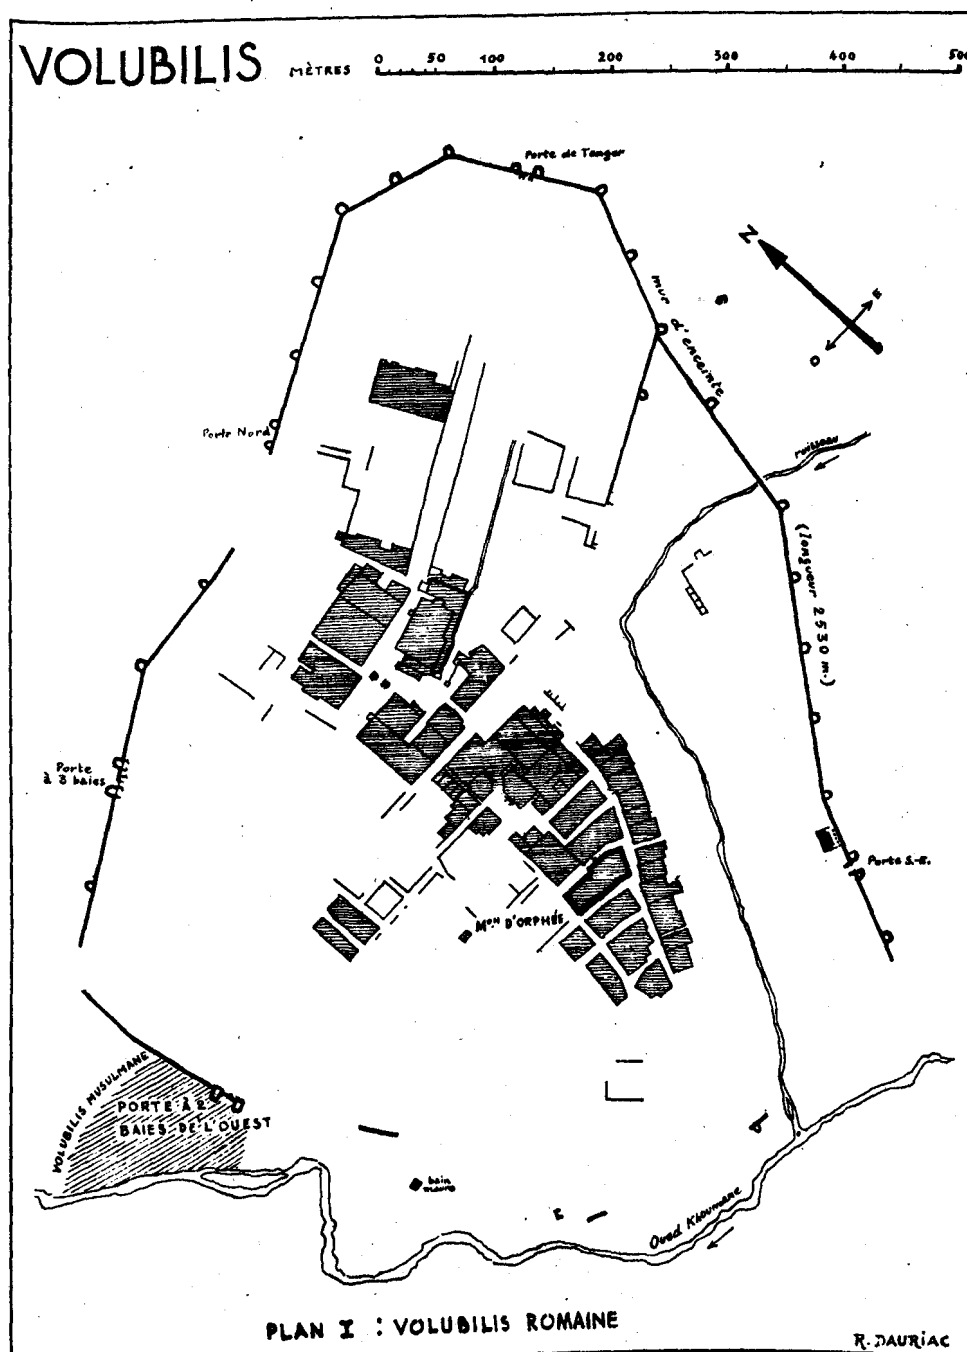 VOLUBILIS
MÈTRES 0 50 100 200 300 400 500
Porte de Tanger
N
mur d'enceinte
E
O
Porte Nord
ruisseau
(longueur 2530 m.)
Porte
à 3 baies
Porte S.-E.
Mon D'ORPHÉE
VOLUBILIS MUSULMANE
PORTE À 2
BAIES DE L'OUEST
bain
maure
Oued Khoumane
PLAN I : VOLUBILIS ROMAINE
R. DAURIAC